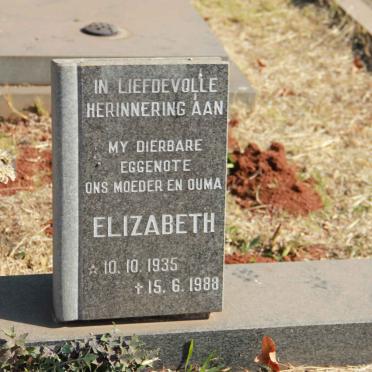 IN LIEFDEVOLLE
HERINNERING AAN
MY DIERBARE
EGGENOTE
ONS MOEDER EN OUMA
ELIZABETH
☆ 10. 10. 1935
✝ 15. 6. 1988